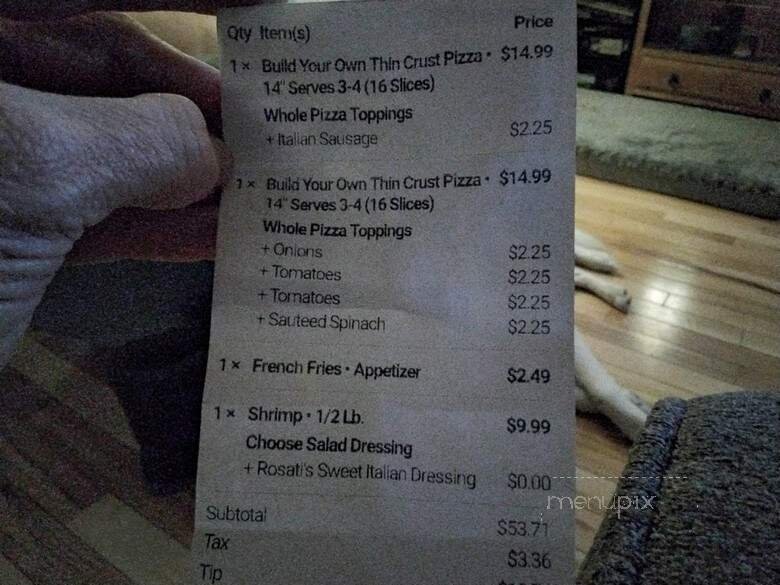 Qty Item(s) Price
1 × Build Your Own Thin Crust Pizza • $14.99
14" Serves 3-4 (16 Slices)
Whole Pizza Toppings
+ Italian Sausage $2.25
1 × Build Your Own Thin Crust Pizza • $14.99
14" Serves 3-4 (16 Slices)
Whole Pizza Toppings
+ Onions $2.25
+ Tomatoes $2.25
+ Tomatoes $2.25
+ Sauteed Spinach $2.25
1 × French Fries • Appetizer $2.49
1 × Shrimp • 1/2 Lb. $9.99
Choose Salad Dressing
+ Rosati's Sweet Italian Dressing $0.00
menupix
Subtotal $53.71
Tax $3.36
Tip